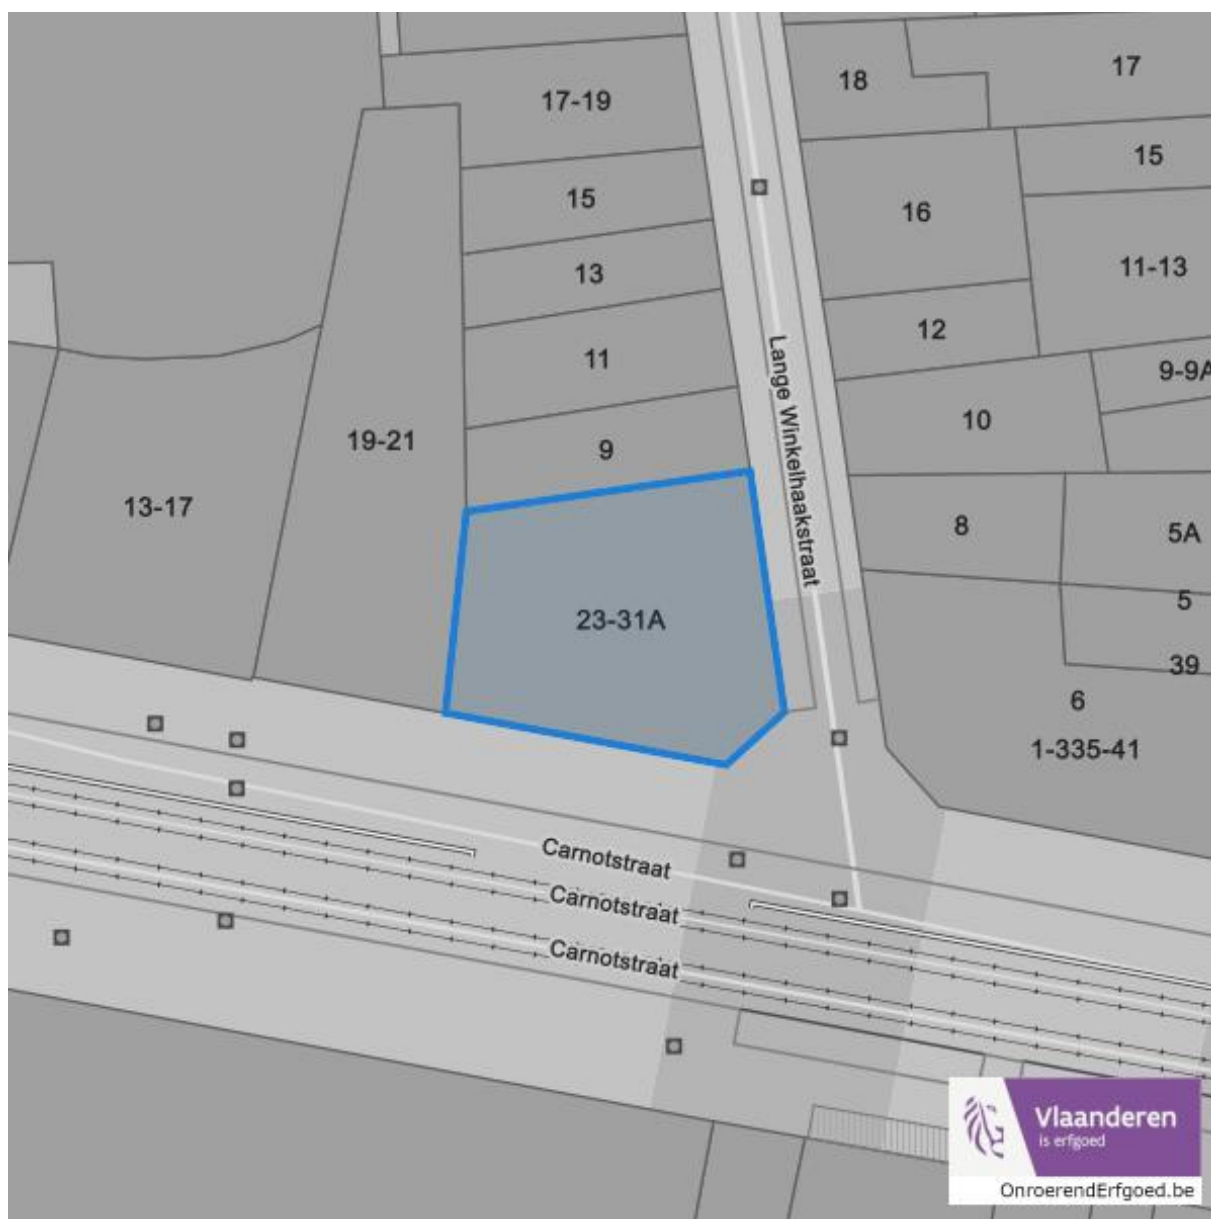 17-19
18
17
15
15
16
13
11-13
12
11
9-9A
10
19-21
9
13-17
Lange Winkelhaakstraat
8
5A
5
23-31A
39
6
1-335-41
Carnotstraat
Carnotstraat
Carnotstraat
Vlaanderen
is erfgoed
OnroerendErfgoed.be